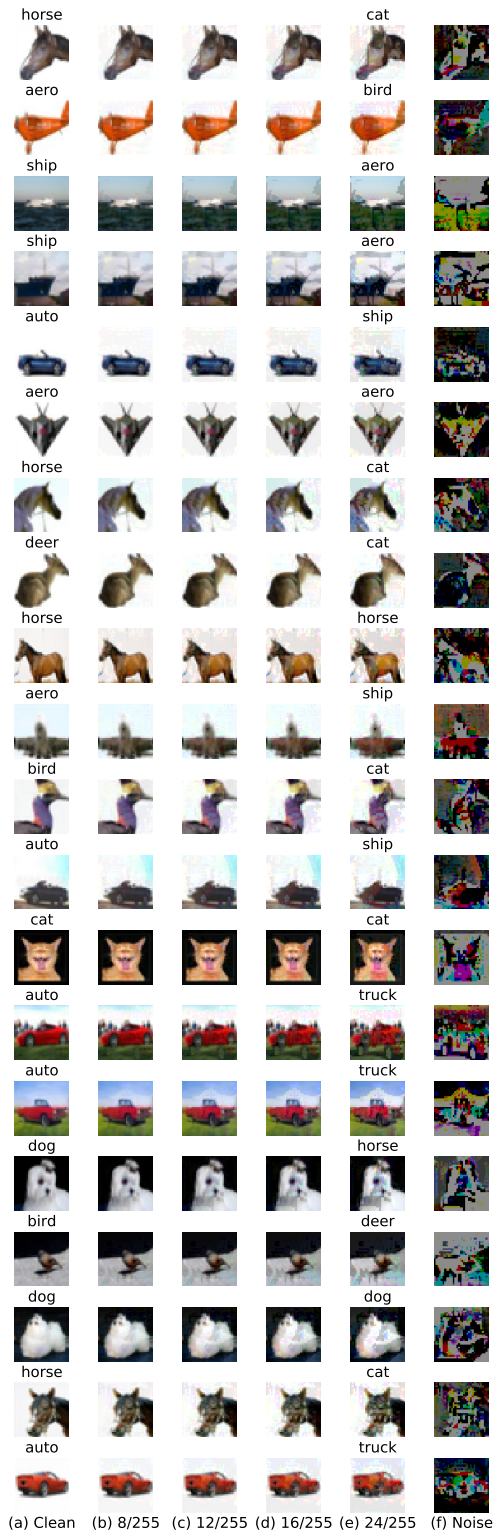 horse cat
aero bird
ship aero
ship aero
auto ship
aero aero
horse cat
deer cat
horse horse
aero ship
bird cat
auto ship
cat cat
auto truck
auto truck
dog horse
bird deer
dog dog
horse cat
auto truck
(a) Clean (b) 8/255 (c) 12/255 (d) 16/255 (e) 24/255 (f) Noise